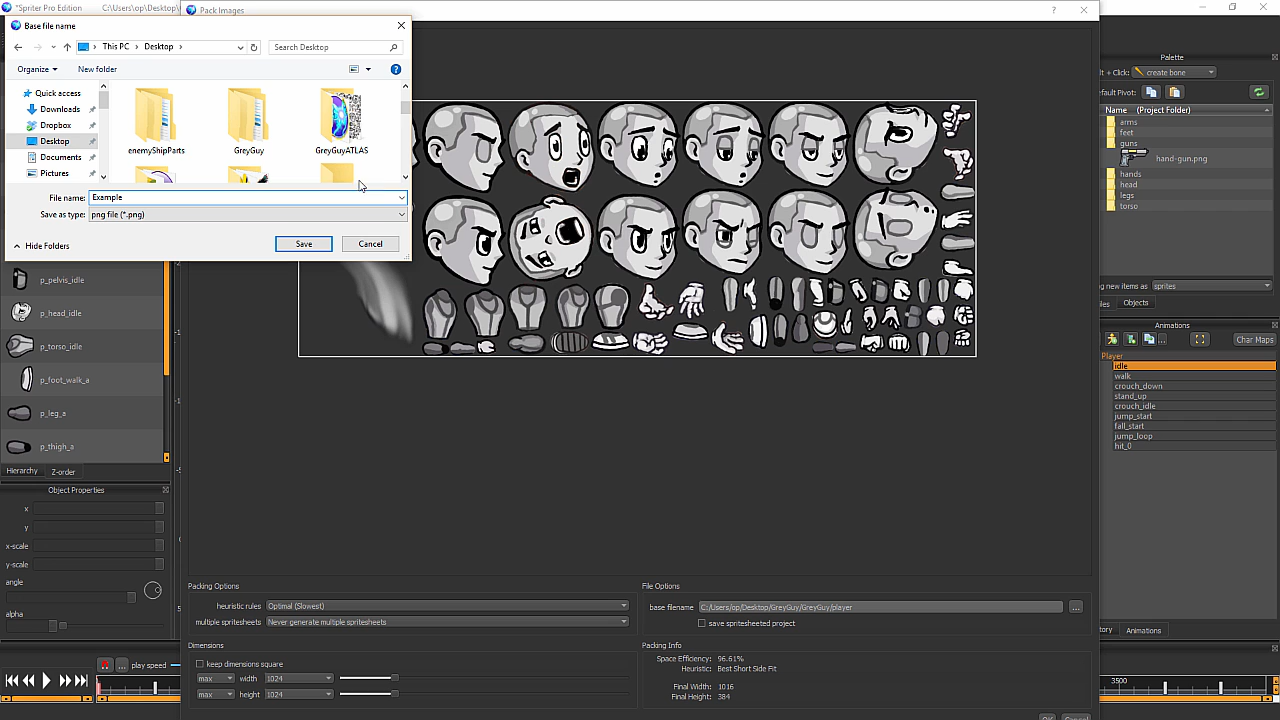 *Spriter Pro Edition
C:\Users\op\Desktop\
Pack Images
?
Base file name
This PC
Desktop
Search Desktop
Organize
New folder
Quick access
Downloads
Dropbox
Desktop
Documents
Pictures
enemyShipParts
GreyGuy
GreyGuyATLAS
File name:
Example
Save as type:
png file (*.png)
Hide Folders
Save
Cancel
p_pelvis_idle
p_head_idle
p_torso_idle
p_foot_walk_a
p_leg_a
p_thigh_a
Hierarchy
Z-order
Object Properties
x
y
x-scale
y-scale
angle
alpha
play speed
Packing Options
heuristic rules
Optimal (Slowest)
multiple spritesheets
Never generate multiple spritesheets
Dimensions
keep dimensions square
max
width
1024
max
height
1024
File Options
base filename
C:/Users/op/Desktop/GreyGuy/GreyGuy/player
...
save spritesheeted project
Packing Info
Space Efficiency:
96.61%
Heuristic:
Best Short Side Fit
Final Width:
1016
Final Height:
384
Palette
lt + Click:
create bone
Default Pivot:
Name
(Project Folder)
arms
feet
guns
hand-gun.png
hands
head
legs
torso
ng new items as
sprites
les
Objects
Animations
Char Maps
Player
idle
walk
crouch_down
stand_up
crouch_idle
jump_start
fall_start
jump_loop
hit_0
tory
Animations
3500